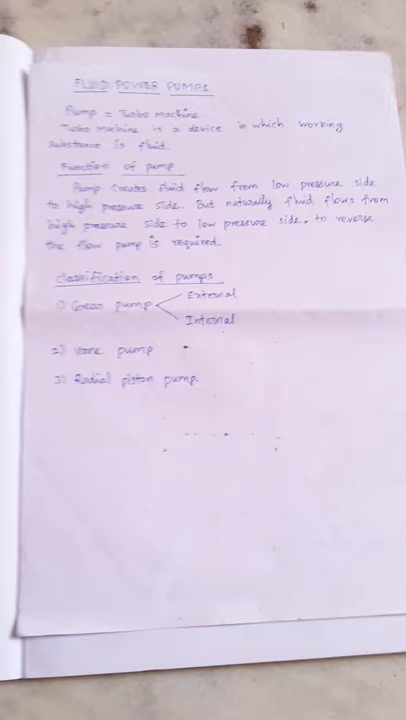 FLUID POWER PUMPS
Pump = Turbo Machine
Turbo Machine is a device in which working
substance is fluid.
Function of pump
Pump creates fluid flow from low pressure side
to high pressure side. But naturally fluid flows from
high pressure side to low pressure side. to reverse
the flow pump is required.
Classification of pumps
1) Gear pump
External
Internal
2) Vane pump
3) Radial piston pump.